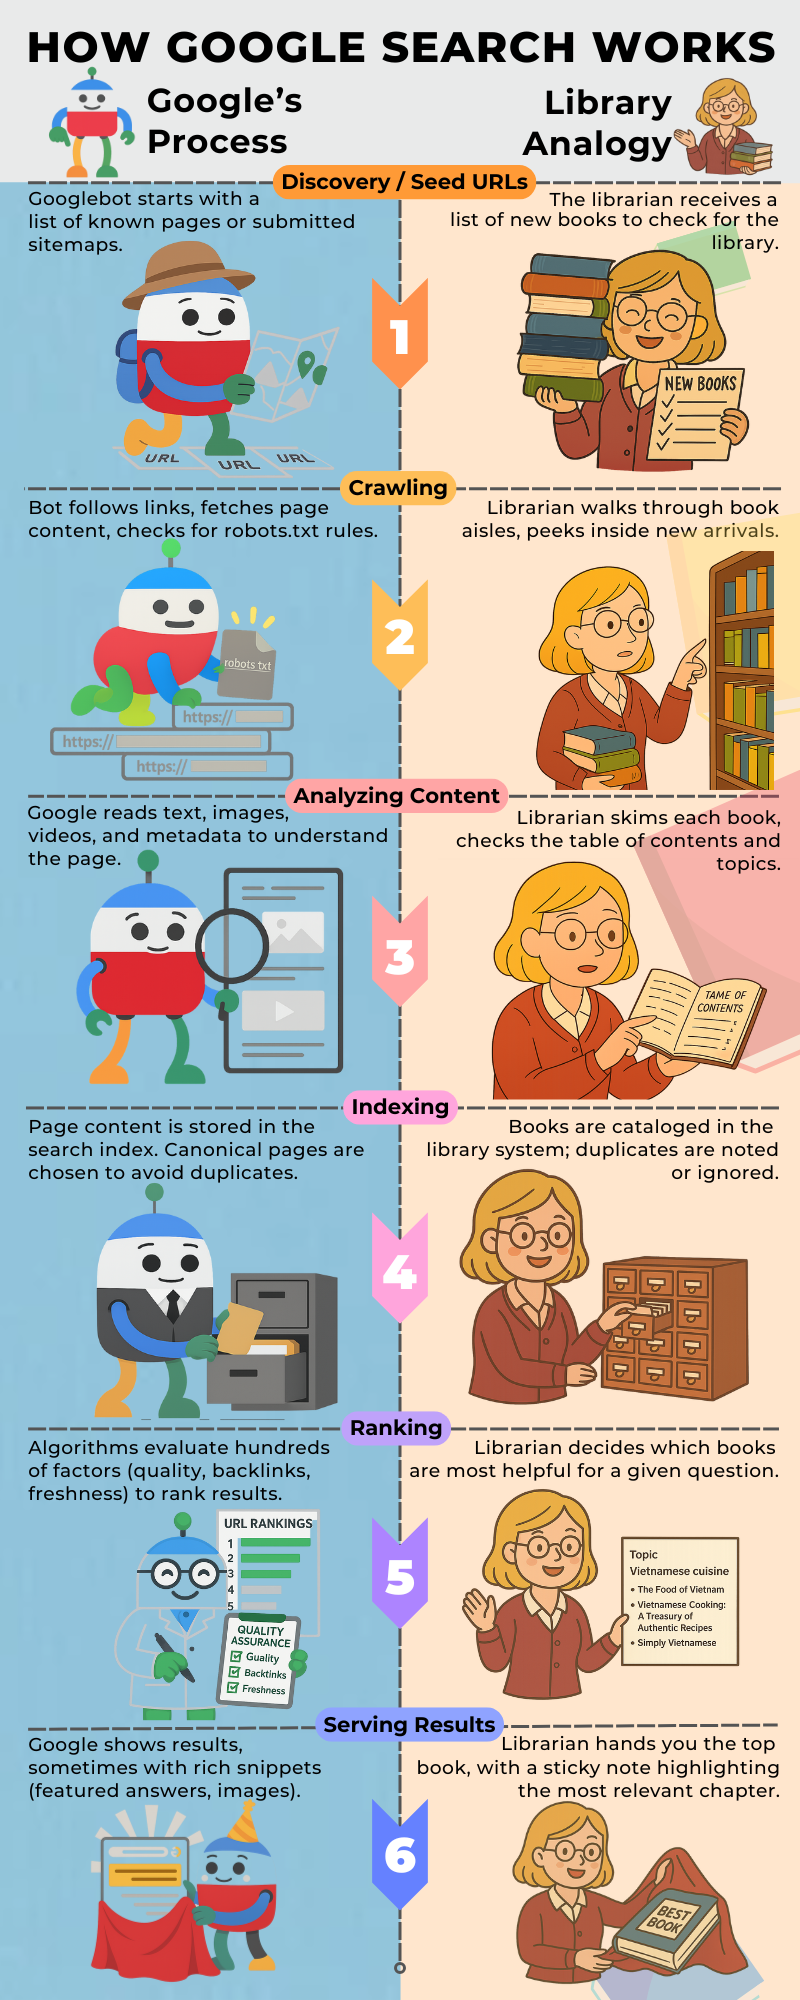 HOW GOOGLE SEARCH WORKS
Google's
Process
Library
Analogy
Discovery / Seed URLs
Googlebot starts with a
list of known pages or submitted
sitemaps.
The librarian receives a
list of new books to check for the
library.
1
NEW BOOKS
URL
URL
URL
Crawling
Bot follows links, fetches page
content, checks for robots.txt rules.
Librarian walks through book
aisles, peeks inside new arrivals.
2
robots txt
https://
https://
https://
Analyzing Content
Google reads text, images,
videos, and metadata to understand
the page.
Librarian skims each book,
checks the table of contents and
topics.
3
TAME OF
CONTENTS
Indexing
Page content is stored in the
search index. Canonical pages are
chosen to avoid duplicates.
Books are cataloged in the
library system; duplicates are noted
or ignored.
4
Ranking
Algorithms evaluate hundreds
of factors (quality, backlinks,
freshness) to rank results.
Librarian decides which books
are most helpful for a given question.
5
URL RANKINGS
1
2
3
4
5
QUALITY
ASSURANCE
Guality
Backtinks
Freshness
Topic
Vietnamese cuisine
• The Food of Vietnam
• Vietnamese Cooking:
A Treasury of
Authentic Recipes
• Simply Vietnamese
Serving Results
Google shows results,
sometimes with rich snippets
(featured answers, images).
Librarian hands you the top
book, with a sticky note highlighting
the most relevant chapter.
6
BEST
BOOK